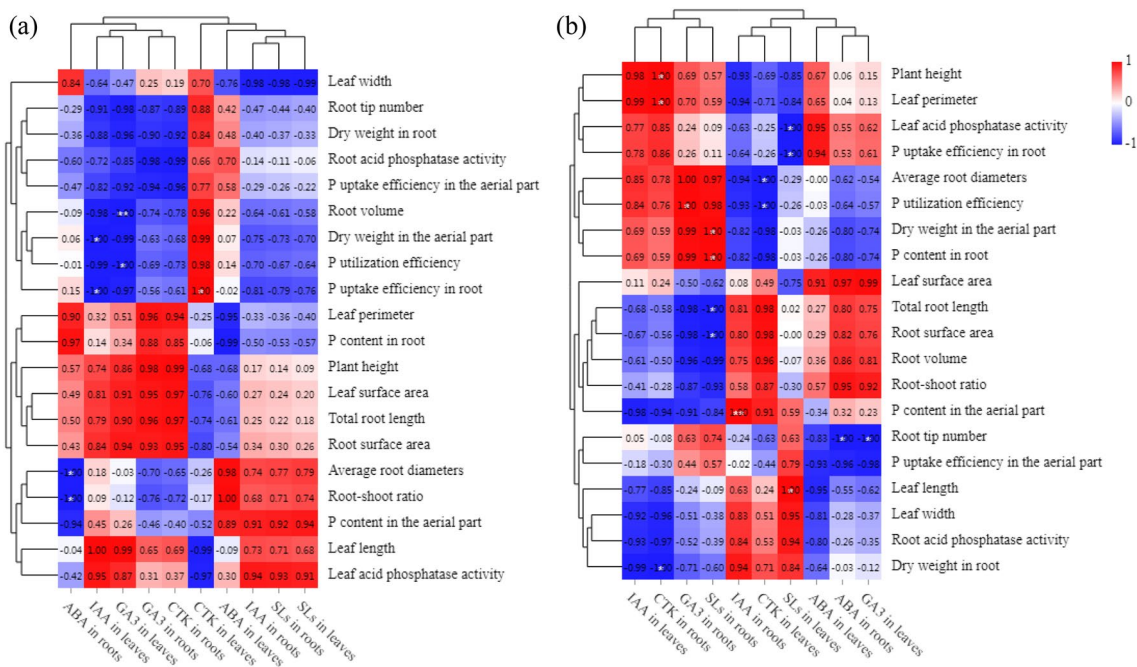 (a)
0.84 -0.64 -0.47 0.25 0.19 0.70 -0.76 -0.98 -0.98 -0.99 Leaf width
-0.29 -0.91 -0.98 -0.87 -0.89 0.88 0.42 -0.47 -0.44 -0.40 Root tip number
-0.36 -0.88 -0.96 -0.90 -0.92 0.84 0.48 -0.40 -0.37 -0.33 Dry weight in root
-0.60 -0.72 -0.85 -0.98 -0.99 0.66 0.70 -0.14 -0.11 -0.06 Root acid phosphatase activity
-0.47 -0.82 -0.92 -0.94 -0.96 0.77 0.58 -0.29 -0.26 -0.22 P uptake efficiency in the aerial part
-0.09 -0.98 ** -0.74 -0.78 0.96 0.22 -0.64 -0.61 -0.58 Root volume
0.06 * -0.99 -0.63 -0.68 0.99 0.07 -0.75 -0.73 -0.70 Dry weight in the aerial part
-0.01 -0.99 * -0.69 -0.73 0.98 0.14 -0.70 -0.67 -0.64 P utilization efficiency
0.15 * -0.97 -0.56 -0.61 * -0.02 -0.81 -0.79 -0.76 P uptake efficiency in root
0.90 0.32 0.51 0.96 0.94 -0.25 -0.95 -0.33 -0.36 -0.40 Leaf perimeter
0.97 0.14 0.34 0.88 0.85 -0.06 -0.99 -0.50 -0.53 -0.57 P content in root
0.57 0.74 0.86 0.98 0.99 -0.68 -0.68 0.17 0.14 0.09 Plant height
0.49 0.81 0.91 0.95 0.97 -0.76 -0.60 0.27 0.24 0.20 Leaf surface area
0.50 0.79 0.90 0.96 0.97 -0.74 -0.61 0.25 0.22 0.18 Total root length
0.43 0.84 0.94 0.93 0.95 -0.80 -0.54 0.34 0.30 0.26 Root surface area
* 0.18 -0.03 -0.70 -0.65 -0.26 0.98 0.74 0.77 0.79 Average root diameters
* 0.09 -0.12 -0.76 -0.72 -0.17 1.00 0.68 0.71 0.74 Root-shoot ratio
-0.94 0.45 0.26 -0.46 -0.40 -0.52 0.89 0.91 0.92 0.94 P content in the aerial part
-0.04 1.00 0.99 0.65 0.69 -0.99 -0.09 0.73 0.71 0.68 Leaf length
-0.42 0.95 0.87 0.31 0.37 -0.97 0.30 0.94 0.93 0.91 Leaf acid phosphatase activity
ABA in roots
IAA in leaves
GA3 in leaves
GA3 in roots
CTK in roots
CTK in leaves
ABA in leaves
IAA in roots
SLs in roots
SLs in leaves
(b)
0.98 * 0.69 0.57 -0.93 -0.69 -0.85 0.67 0.06 0.15 Plant height
0.99 * 0.70 0.59 -0.94 -0.71 -0.84 0.65 0.04 0.13 Leaf perimeter
0.77 0.85 0.24 0.09 -0.63 -0.25 * 0.95 0.55 0.62 Leaf acid phosphatase activity
0.78 0.86 0.26 0.11 -0.64 -0.26 * 0.94 0.53 0.61 P uptake efficiency in root
0.85 0.78 1.00 0.97 -0.94 * -0.29 -0.00 -0.62 -0.54 Average root diameters
0.84 0.76 * 0.98 -0.93 * -0.26 -0.03 -0.64 -0.57 P utilization efficiency
0.69 0.59 0.99 * -0.82 -0.98 -0.03 -0.26 -0.80 -0.74 Dry weight in the aerial part
0.69 0.59 0.99 * -0.82 -0.98 -0.03 -0.26 -0.80 -0.74 P content in root
0.11 0.24 -0.50 -0.62 0.08 0.49 -0.75 0.91 0.97 0.99 Leaf surface area
-0.68 -0.58 -0.98 * 0.81 0.98 0.02 0.27 0.80 0.75 Total root length
-0.67 -0.56 -0.98 * 0.80 0.98 -0.00 0.29 0.82 0.76 Root surface area
-0.61 -0.50 -0.96 -0.99 0.75 0.96 -0.07 0.36 0.86 0.81 Root volume
-0.41 -0.28 -0.87 -0.93 0.58 0.87 -0.30 0.57 0.95 0.92 Root-shoot ratio
-0.98 -0.94 -0.91 -0.84 0.91 0.59 -0.34 0.32 0.23 P content in the aerial part
0.05 -0.08 0.63 0.74 -0.24 -0.63 0.63 -0.83 * * Root tip number
-0.18 -0.30 0.44 0.57 -0.02 -0.44 0.79 -0.93 -0.96 -0.98 P uptake efficiency in the aerial part
-0.77 -0.85 -0.24 -0.09 0.63 0.24 * -0.95 -0.55 -0.62 Leaf length
-0.92 -0.96 -0.51 -0.38 0.83 0.51 0.95 -0.81 -0.28 -0.37 Leaf width
-0.93 -0.97 -0.52 -0.39 0.84 0.53 0.94 -0.80 -0.26 -0.35 Root acid phosphatase activity
-0.99 * -0.71 -0.60 0.94 0.71 0.84 -0.64 -0.03 -0.12 Dry weight in root
IAA in leaves
CTK in roots
GA3 in roots
SLs in roots
IAA in roots
CTK in leaves
SLs in leaves
ABA in leaves
ABA in roots
GA3 in leaves
1
0
-1